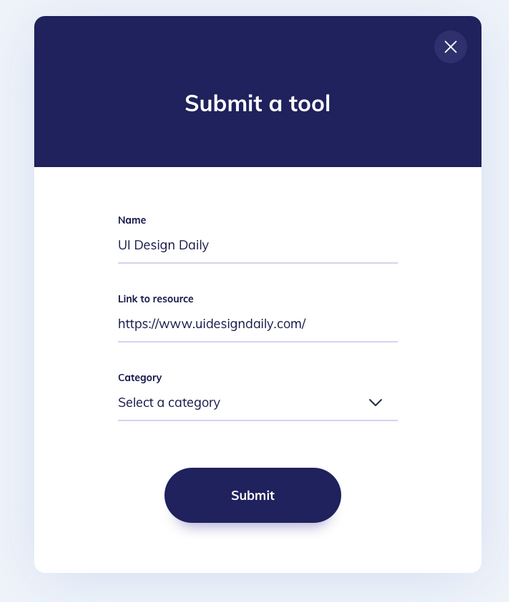 Submit a tool
Name
UI Design Daily
Link to resource
https://www.uidesigndaily.com/
Category
Select a category
Submit